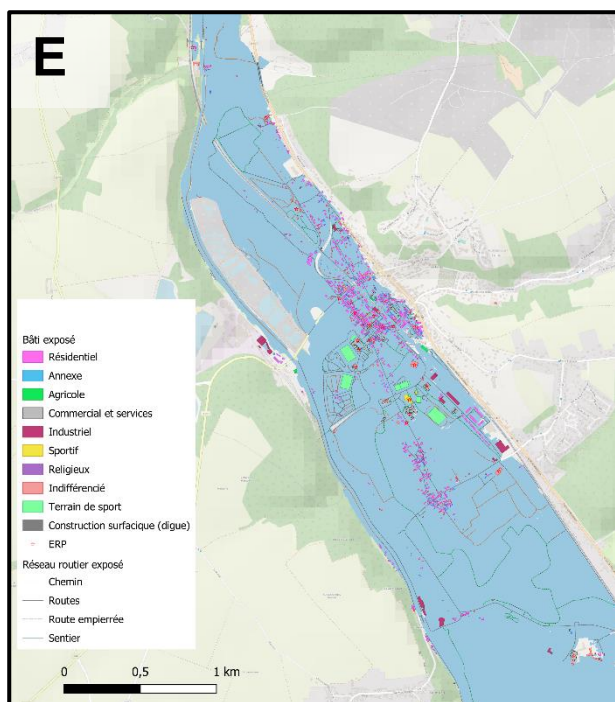 E
Bâti exposé
Résidentiel
Annexe
Agricole
Commercial et services
Industriel
Sportif
Religieux
Indifférencié
Terrain de sport
Construction surfacique (digue)
ERP
Réseau routier exposé
Chemin
Routes
Route empierrée
Sentier
0 0,5 1 km